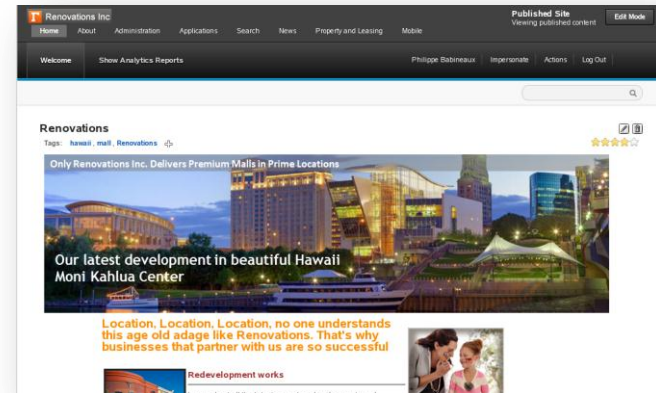 Renovations Inc
Published Site
Viewing published content
Edit Mode
Home About Administration Applications Search News Property and Leasing Mobile
Welcome Show Analytics Reports Philippe Babineaux Impersonate Actions Log Out
Renovations
Tags: hawaii, mall, Renovations
Only Renovations Inc. Delivers Premium Malls in Prime Locations
Our latest development in beautiful Hawaii
Moni Kahlua Center
Location, Location, Location, no one understands
this age old adage like Renovations. That's why
businesses that partner with us are so successful
Redevelopment works